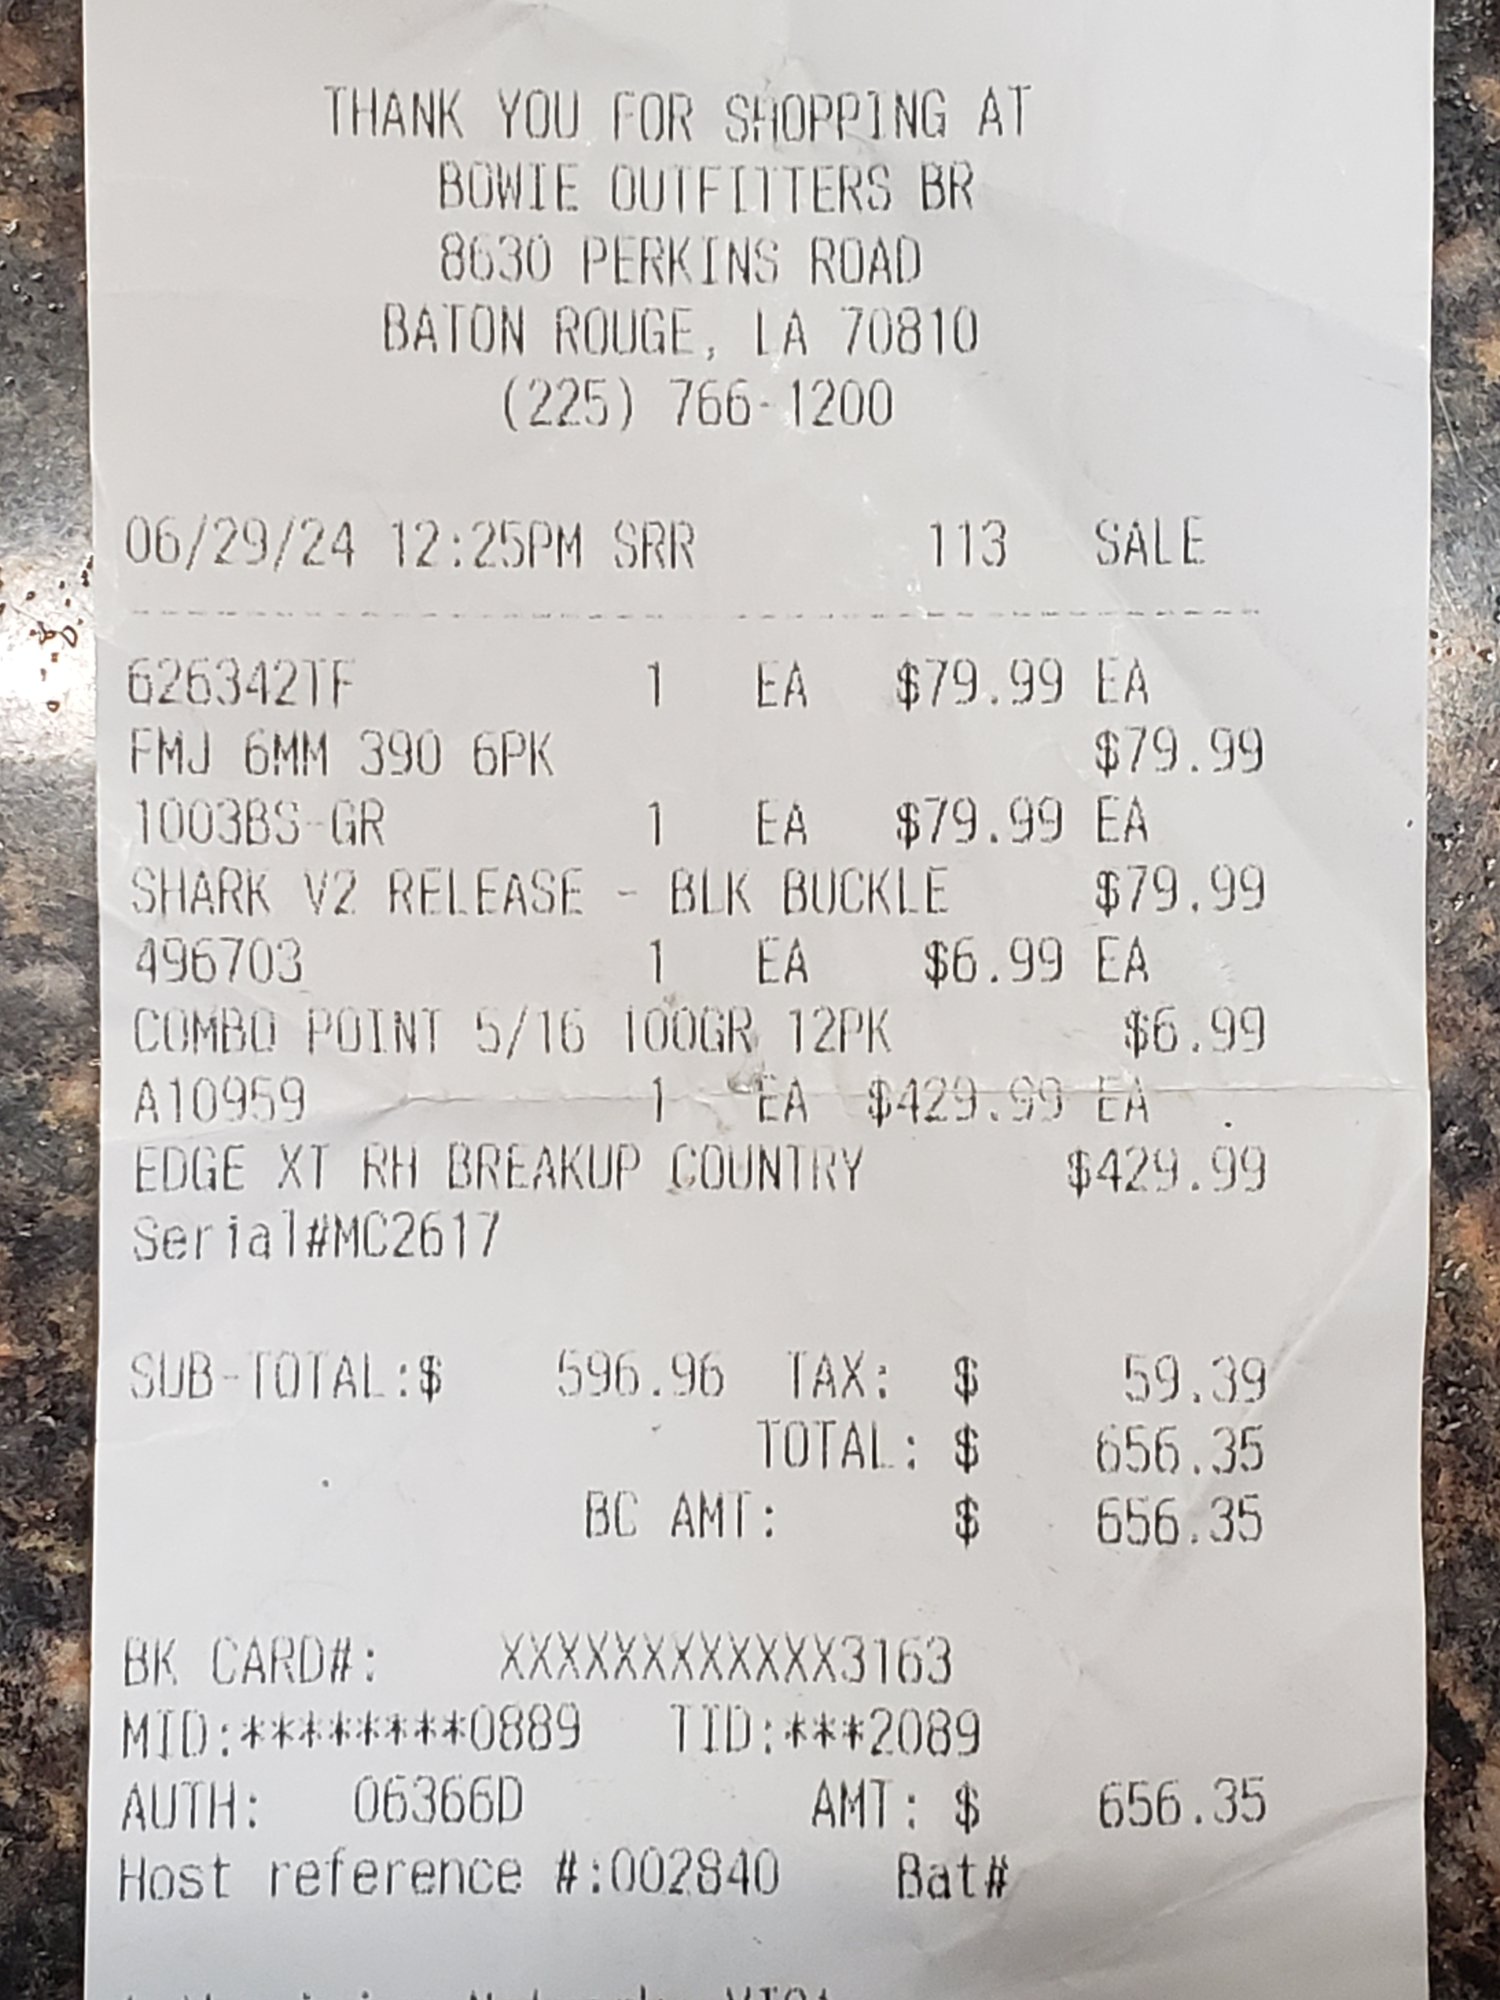 THANK YOU FOR SHOPPING AT
BOWIE OUTFITTERS BR
8630 PERKINS ROAD
BATON ROUGE, LA 70810
(225) 766-1200
06/29/24 12:25PM SRR 113 SALE
626342TF 1 EA $79.99 EA
FMJ 6MM 390 6PK $79.99
1003BS-GR 1 EA $79.99 EA
SHARK V2 RELEASE - BLK BUCKLE $79.99
496703 1 EA $6.99 EA
COMBO POINT 5/16 100GR 12PK $6.99
A10959 1 EA $429.99 EA
EDGE XT RH BREAKUP COUNTRY $429.99
Serial#MC2617
SUB-TOTAL:$ 596.96 TAX: $ 59.39
TOTAL: $ 656.35
BC AMT: $ 656.35
BK CARD#: XXXXXXXXXXXX3163
MID:********0889 TID:***2089
AUTH: 06366D AMT: $ 656.35
Host reference #:002840 Bat#